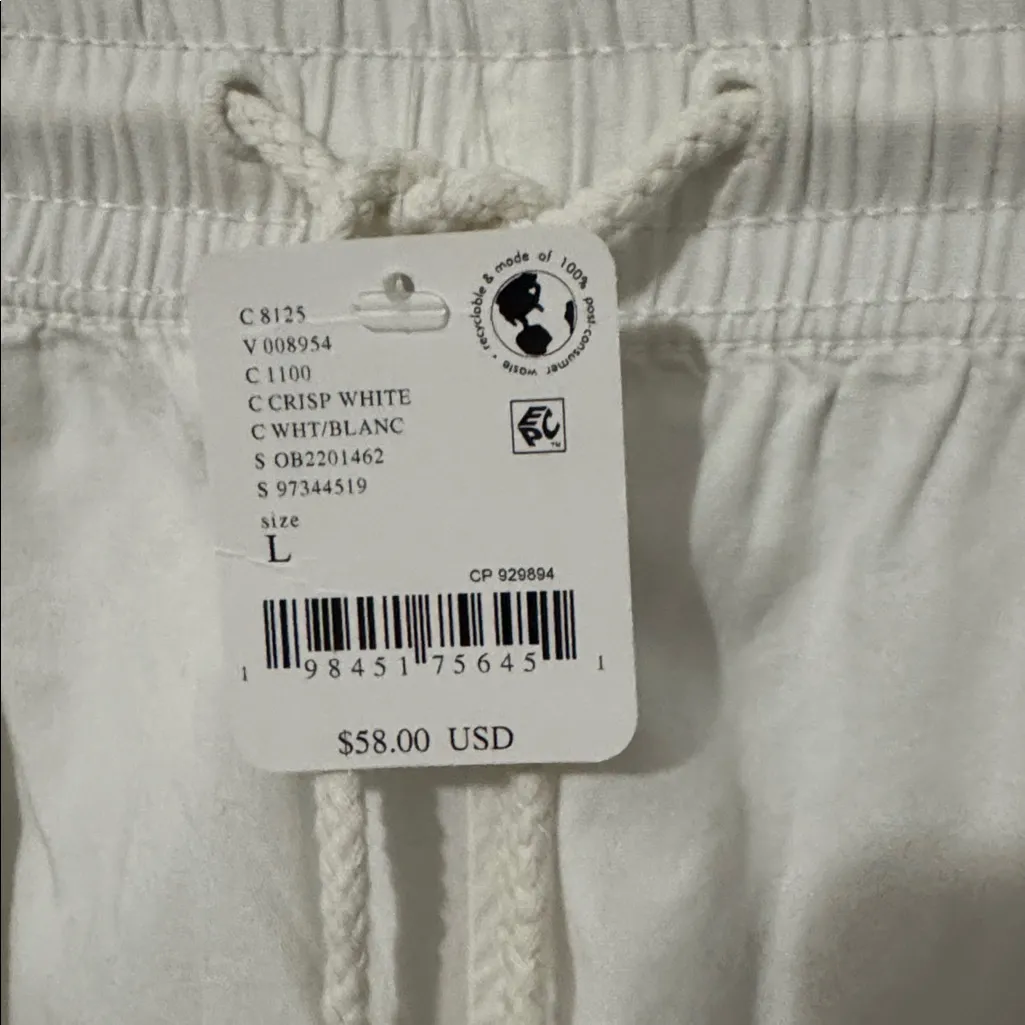 C 8125
V 008954
C 1100
C CRISP WHITE
C WHT/BLANC
S OB2201462
S 97344519
size
L
recyclable & made of 100% post-consumer waste •
EPC™
CP 929894
1 98451 75645 1
$58.00 USD